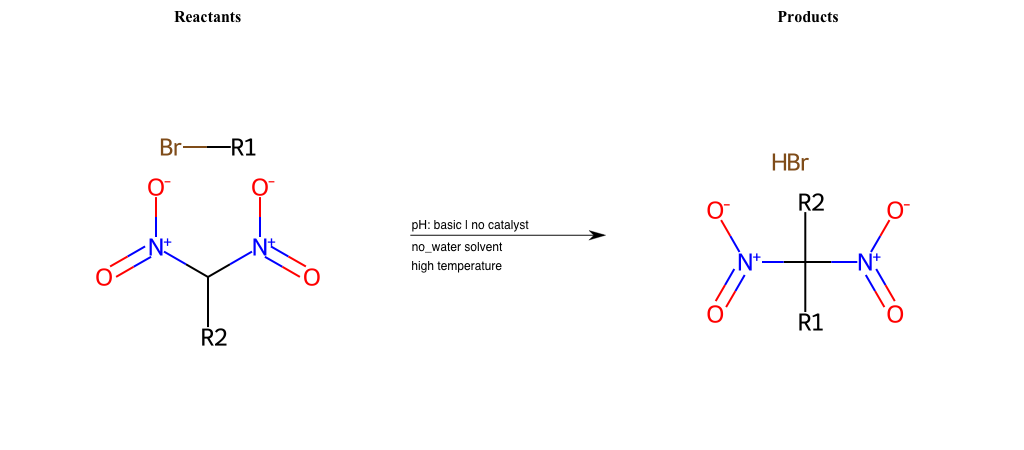 Reactants
Products
Br R1
O- O-
N+ N+
O O
R2
pH: basic | no catalyst
no_water solvent
high temperature
HBr
R2
O- O-
N+ N+
O O
R1